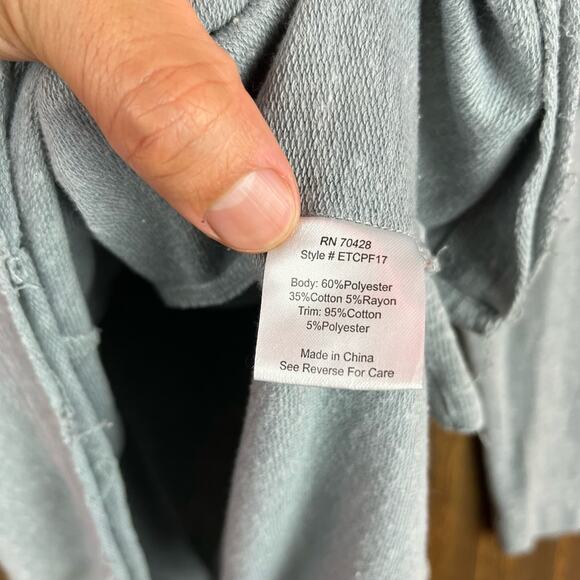 RN 70428
Style # ETCPF17
Body: 60%Polyester
35%Cotton 5%Rayon
Trim: 95%Cotton
5%Polyester
Made in China
See Reverse For Care